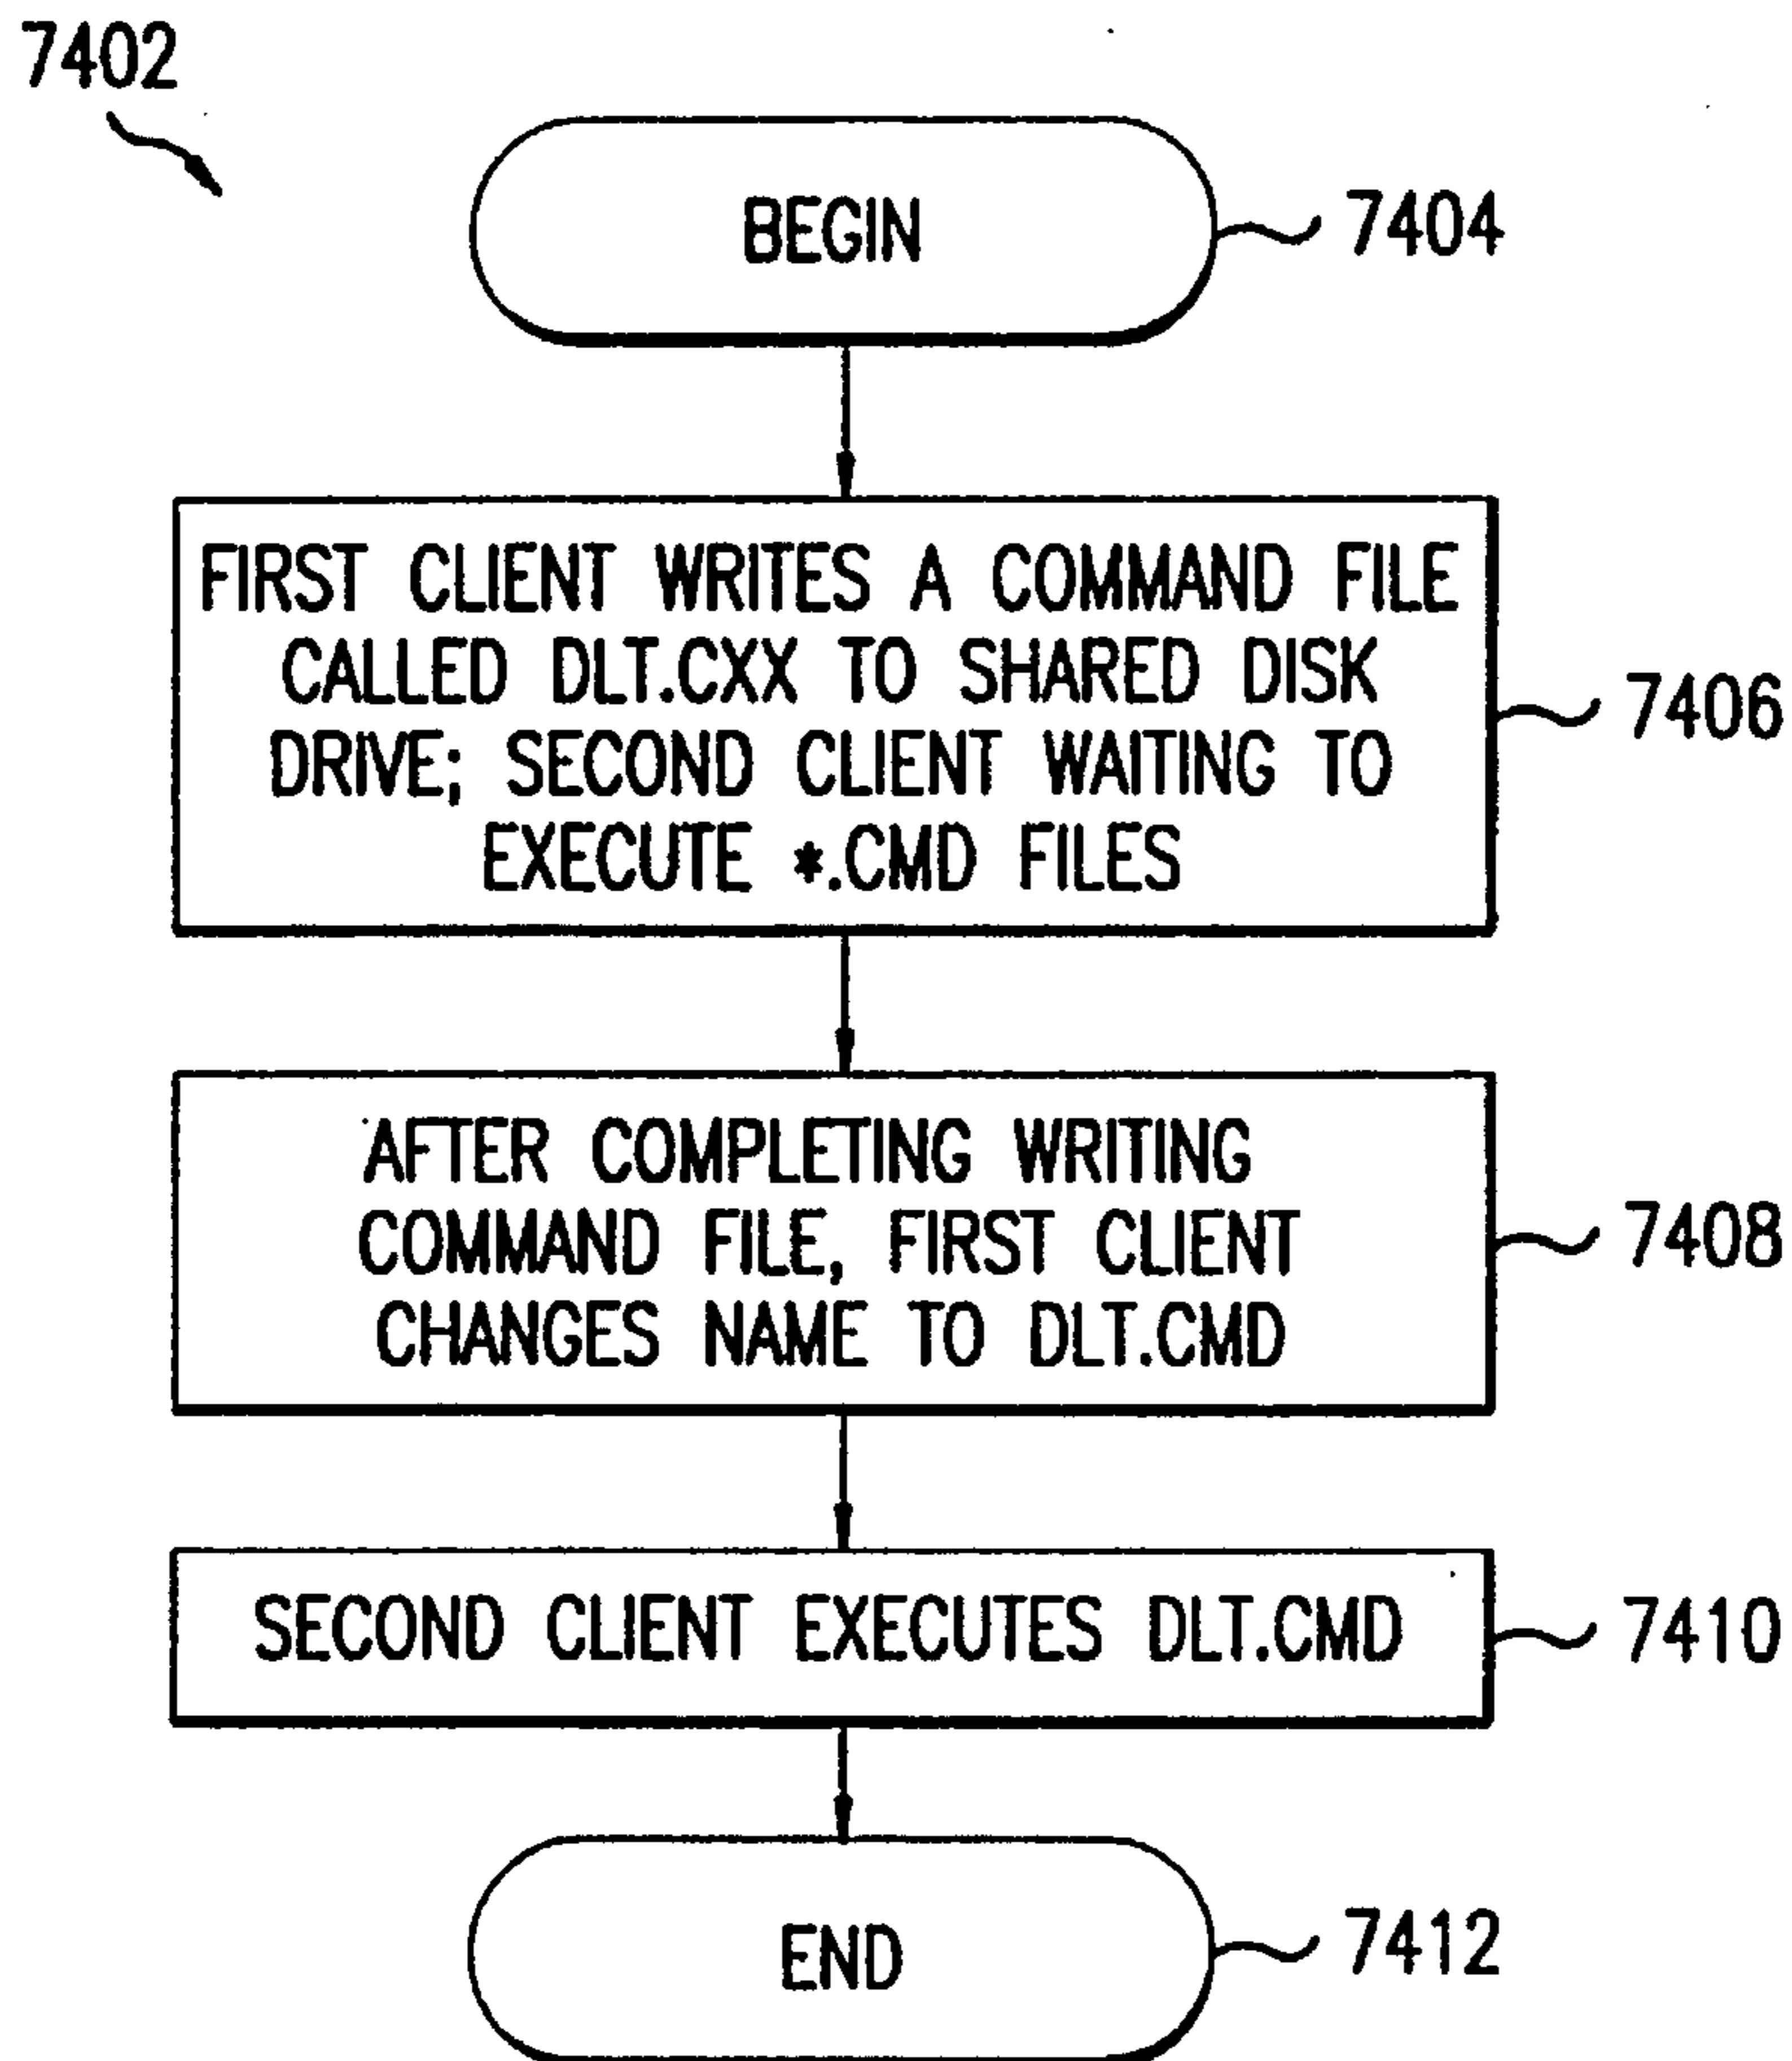 7402
BEGIN
7404
FIRST CLIENT WRITES A COMMAND FILE
CALLED DLT.CXX TO SHARED DISK
DRIVE; SECOND CLIENT WAITING TO
EXECUTE *.CMD FILES
7406
AFTER COMPLETING WRITING
COMMAND FILE, FIRST CLIENT
CHANGES NAME TO DLT.CMD
7408
SECOND CLIENT EXECUTES DLT.CMD
7410
END
7412